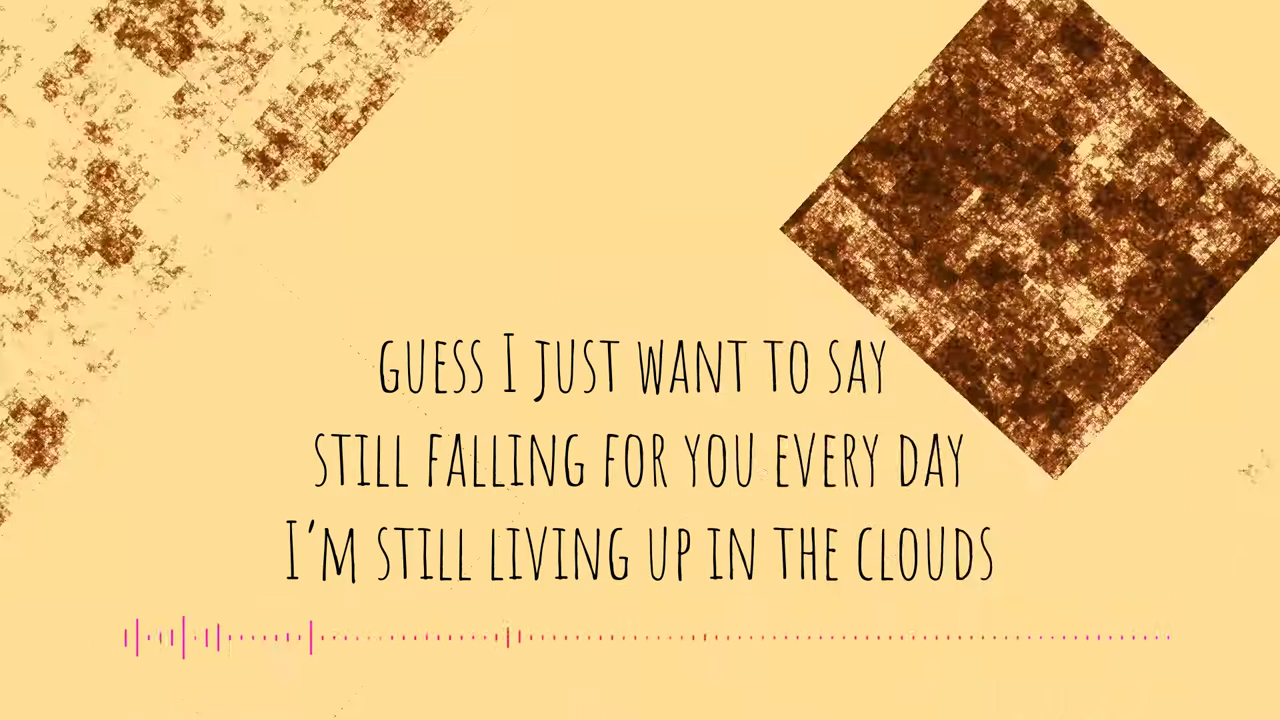 GUESS I JUST WANT TO SAY
STILL FALLING FOR YOU EVERY DAY
I'M STILL LIVING UP IN THE CLOUDS